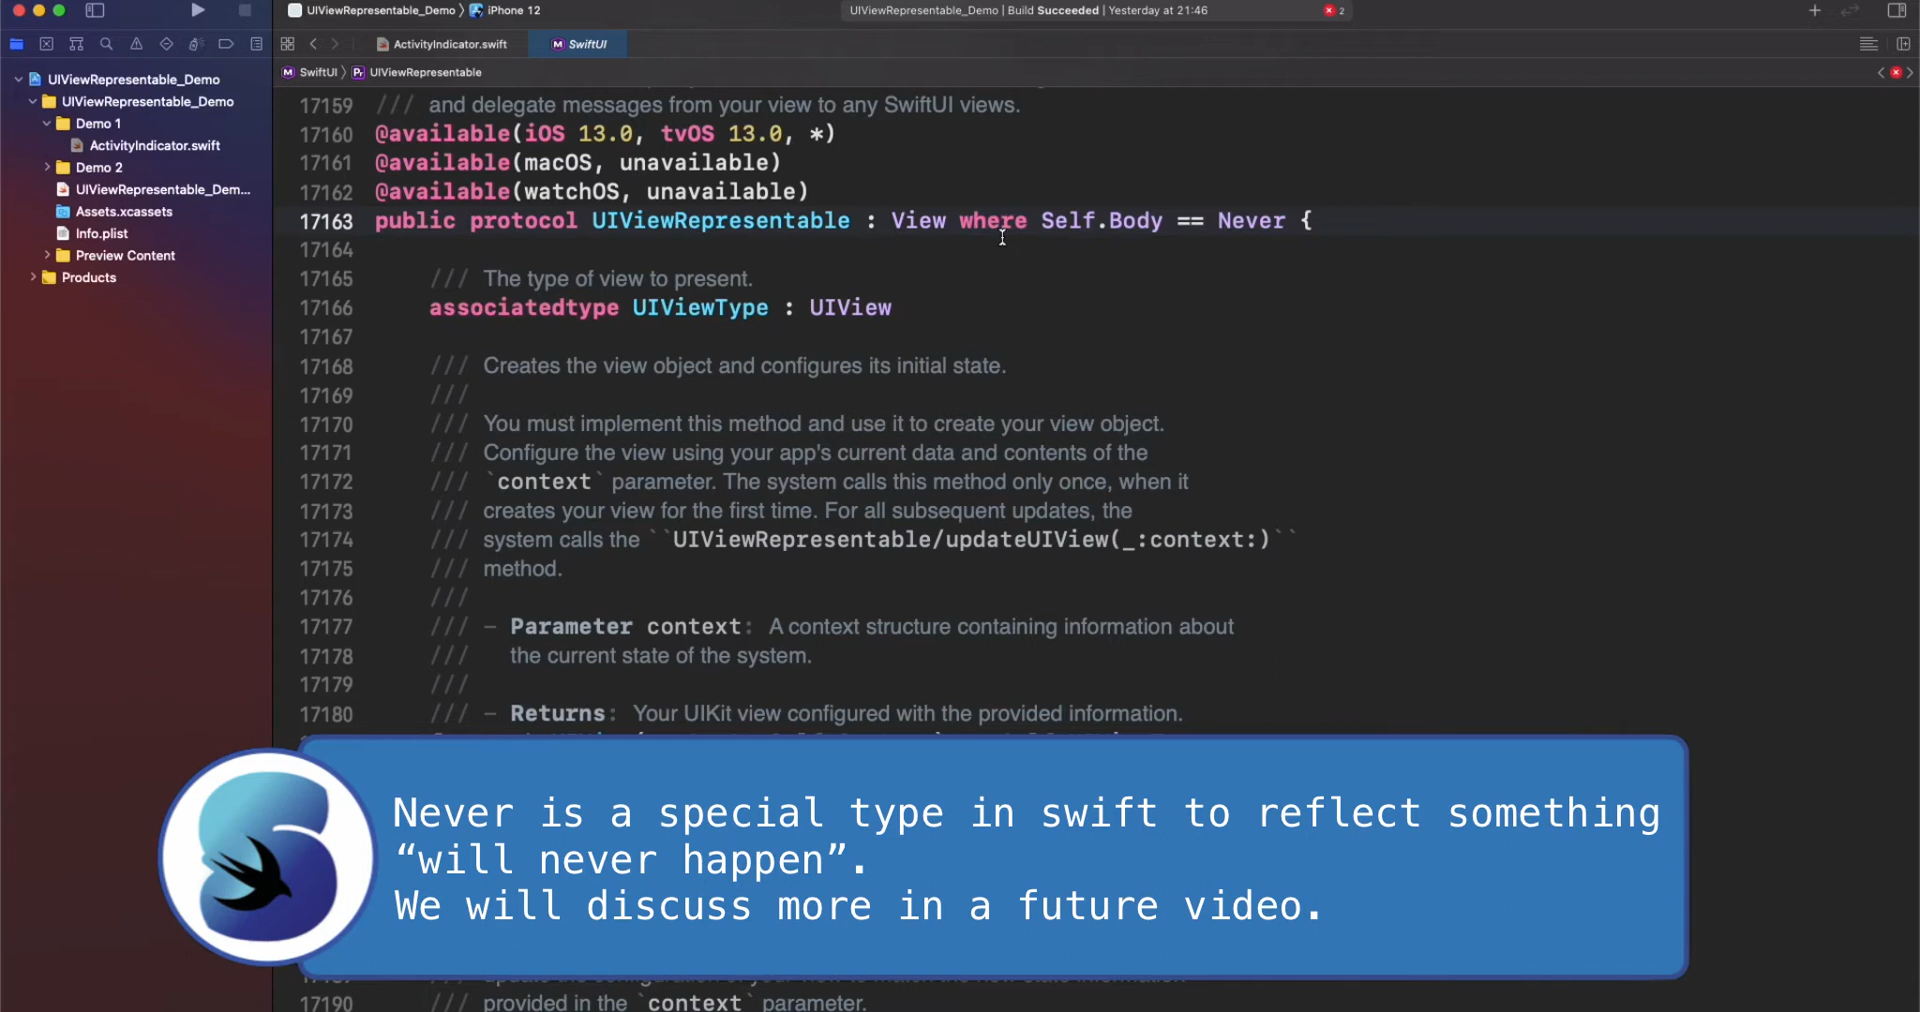 UIViewRepresentable_Demo 〉 iPhone 12
UIViewRepresentable_Demo | Build Succeeded | Yesterday at 21:46
2
ActivityIndicator.swift
M SwiftUI
M SwiftUI 〉 Pr UIViewRepresentable
UIViewRepresentable_Demo
UIViewRepresentable_Demo
Demo 1
ActivityIndicator.swift
Demo 2
UIViewRepresentable_Dem...
Assets.xcassets
Info.plist
Preview Content
Products
17159 /// and delegate messages from your view to any SwiftUI views.
17160 @available(iOS 13.0, tvOS 13.0, *)
17161 @available(macOS, unavailable)
17162 @available(watchOS, unavailable)
17163 public protocol UIViewRepresentable : View where Self.Body == Never {
17164
17165 /// The type of view to present.
17166 associatedtype UIViewType : UIView
17167
17168 /// Creates the view object and configures its initial state.
17169 ///
17170 /// You must implement this method and use it to create your view object.
17171 /// Configure the view using your app's current data and contents of the
17172 /// `context` parameter. The system calls this method only once, when it
17173 /// creates your view for the first time. For all subsequent updates, the
17174 /// system calls the ``UIViewRepresentable/updateUIView(_:context:)``
17175 /// method.
17176 ///
17177 /// - Parameter context: A context structure containing information about
17178 /// the current state of the system.
17179 ///
17180 /// - Returns: Your UIKit view configured with the provided information.
Never is a special type in swift to reflect something
“will never happen”.
We will discuss more in a future video.
17190 /// provided in the `context` parameter.